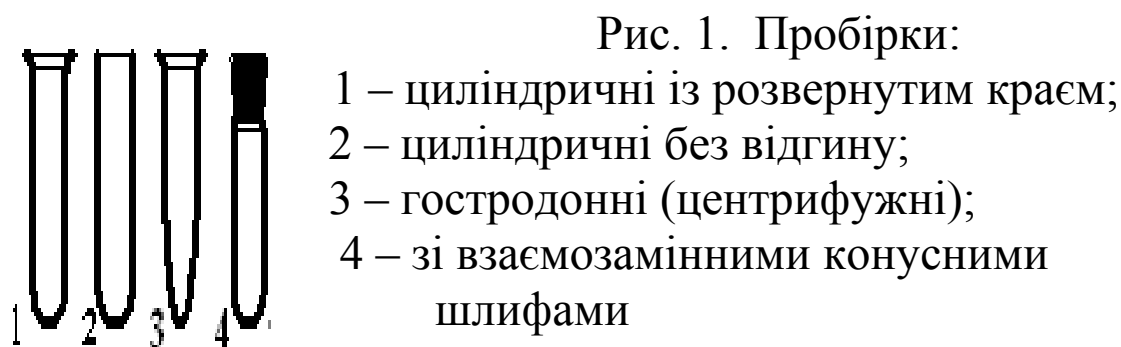 Рис. 1. Пробірки:
1 – циліндричні із розвернутим краєм;
2 – циліндричні без відгину;
3 – гостродонні (центрифужні);
4 – зі взаємозамінними конусними
шлифами
1 2 3 4